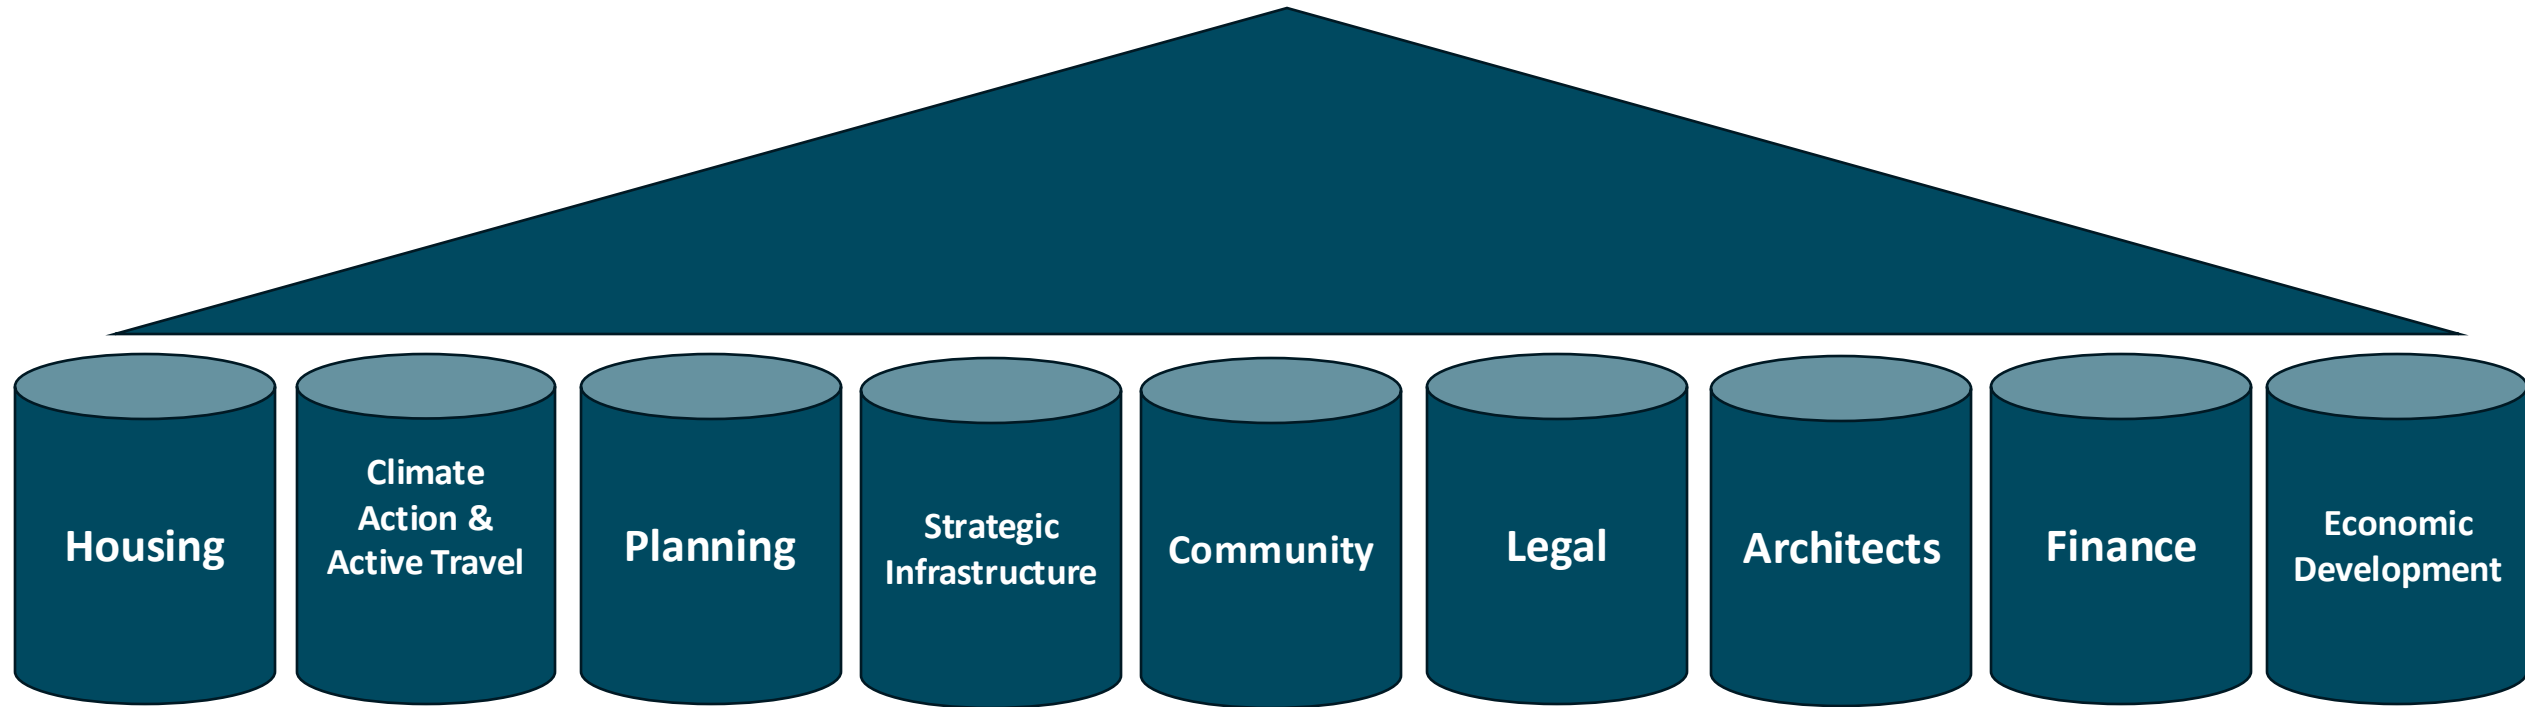 Housing
Climate
Action &
Active Travel
Planning
Strategic
Infrastructure
Community
Legal
Architects
Finance
Economic
Development